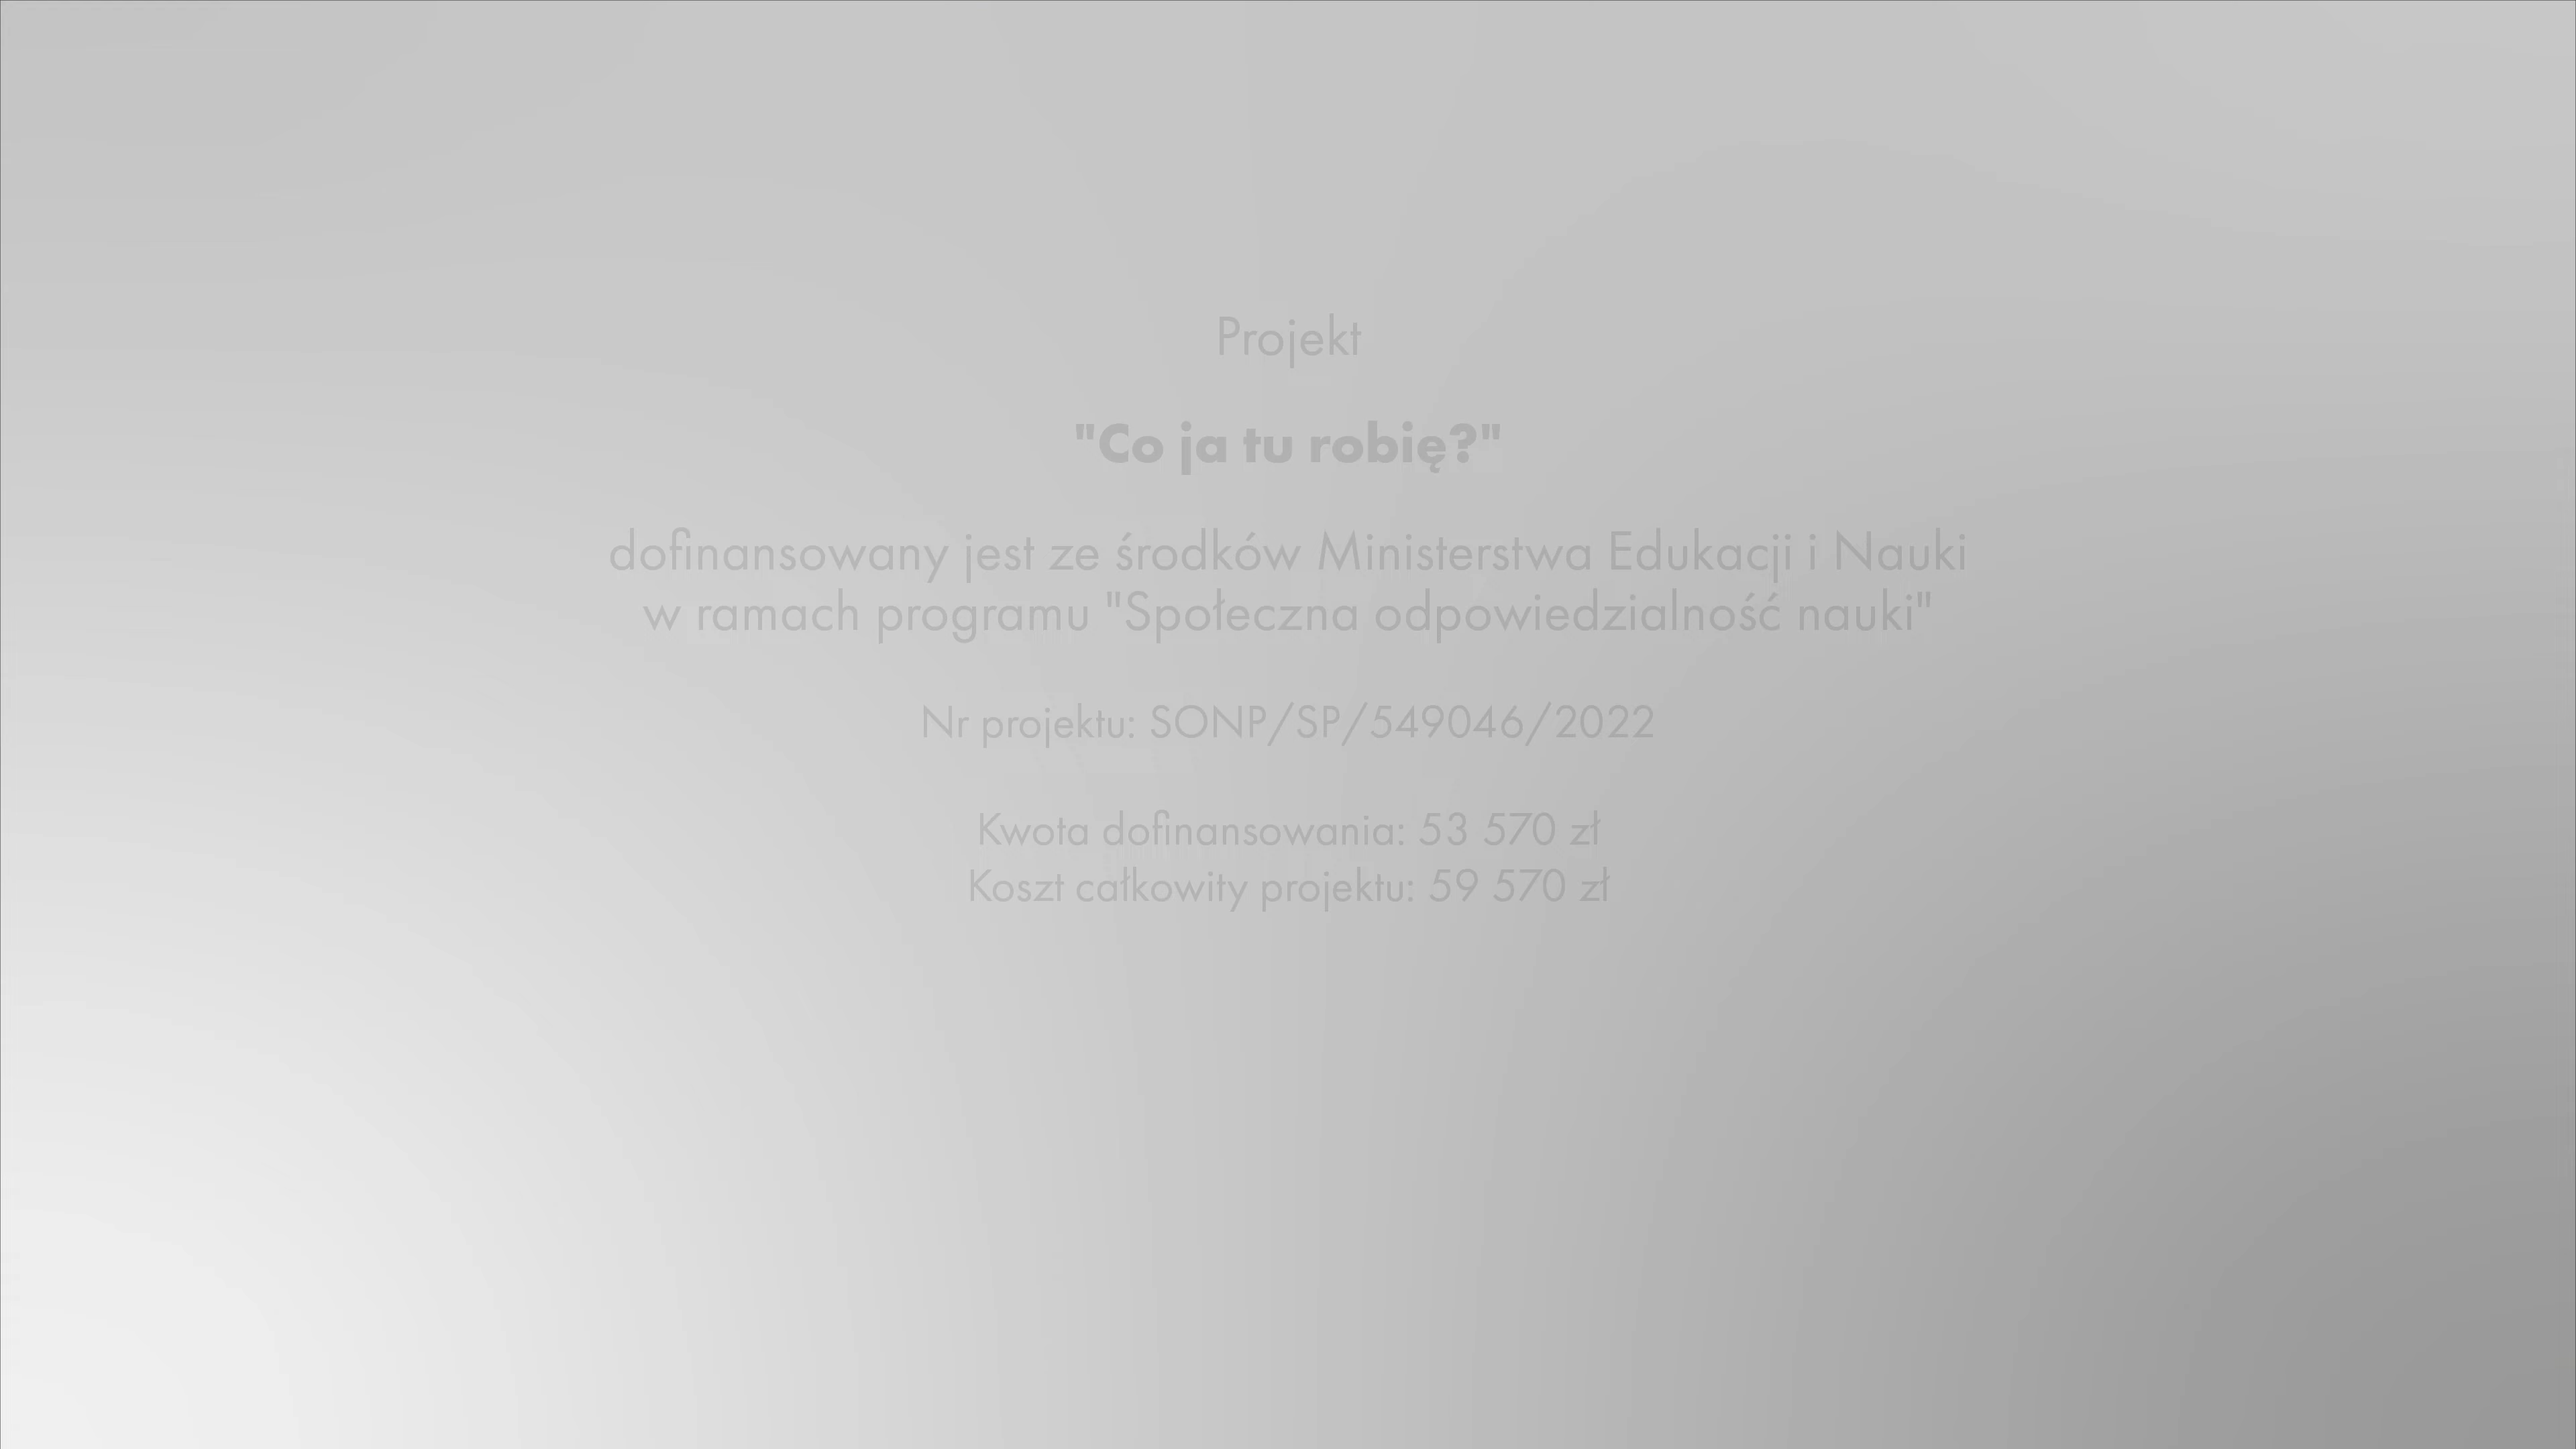 Projekt
"Co ja tu robię?"
dofinansowany jest ze środków Ministerstwa Edukacji i Nauki
w ramach programu "Społeczna odpowiedzialność nauki"
Nr projektu: SONP/SP/549046/2022
Kwota dofinansowania: 53 570 zł
Koszt całkowity projektu: 59 570 zł